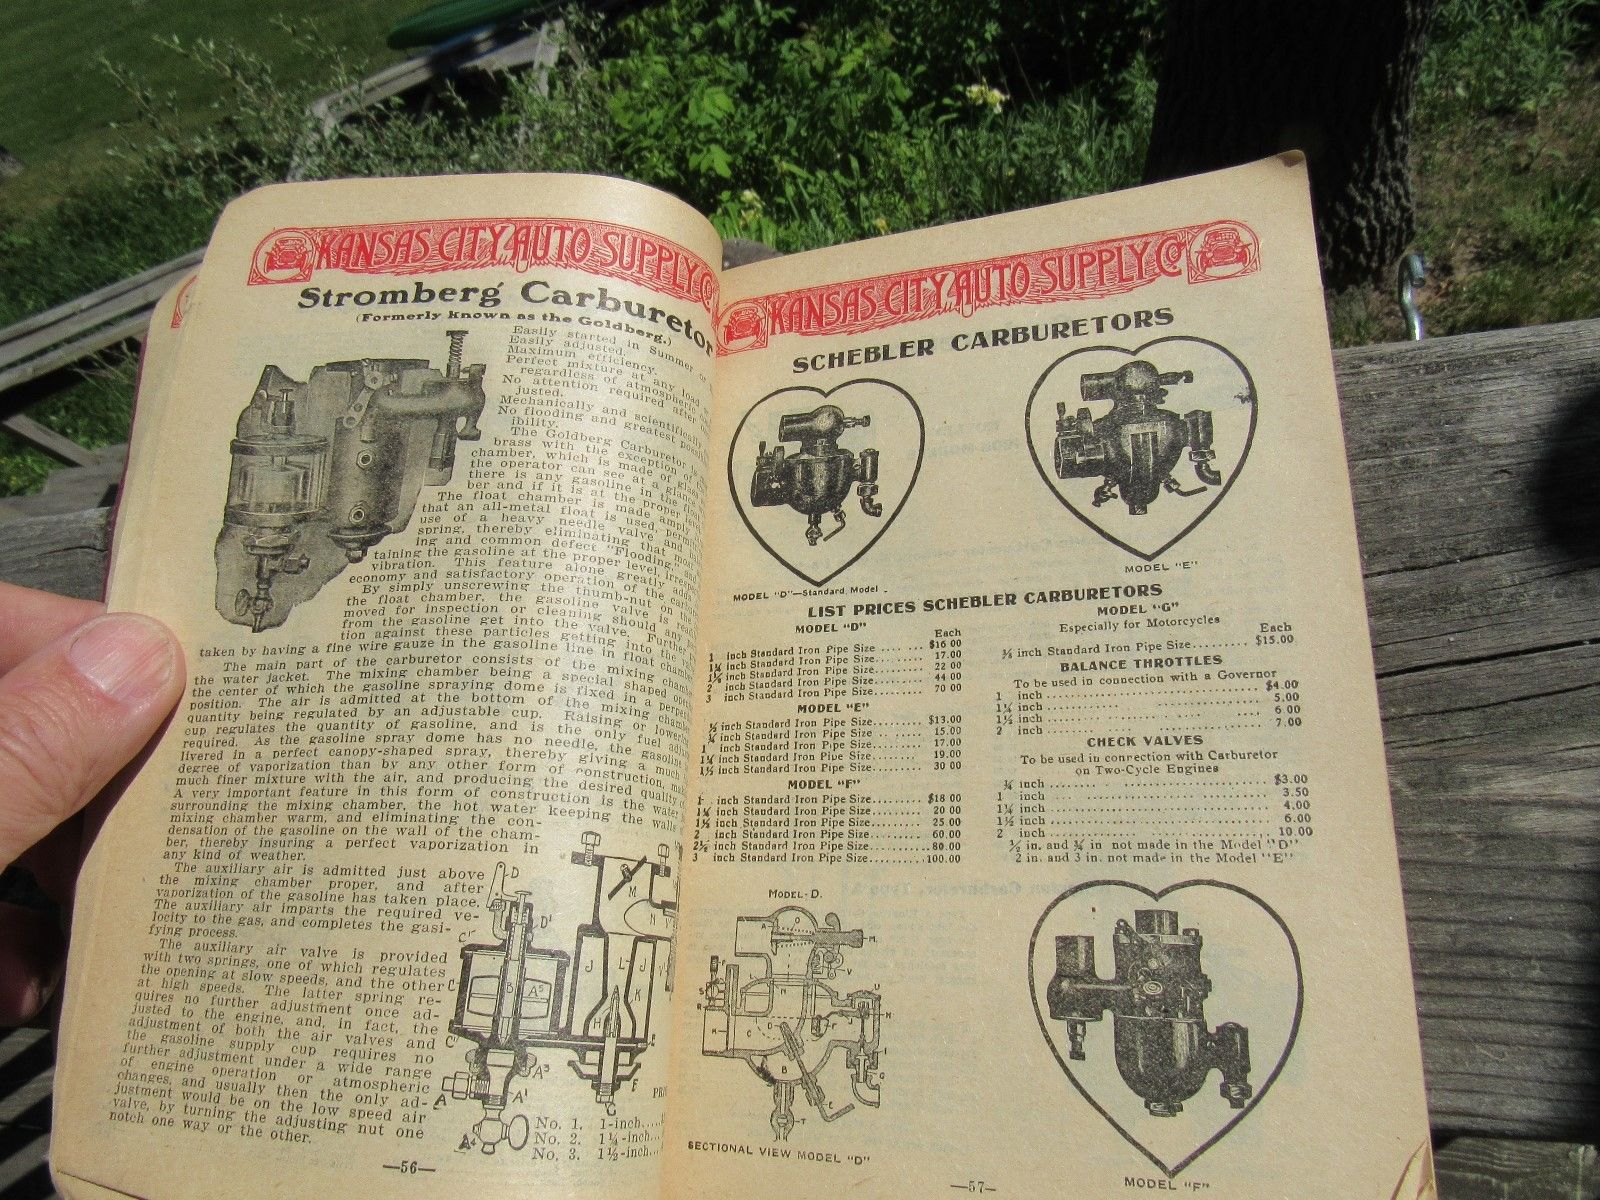 KANSAS CITY AUTO SUPPLY Co
Stromberg Carburetor
(Formerly known as the Goldberg.)
Easily started in Summer or
Easily adjusted.
Maximum efficiency.
Perfect mixture at any load
regardless of atmospheric
No attention required after
justed.
Mechanically and scientifically
No flooding and greatest
ibility.
The Goldberg Carburetor is
brass with the exception of
chamber, which is made of glass
the operator can see at a glance
there is any gasoline in the
ber and if it is at the proper
The float chamber is made amply
that an all-metal float is used,
use of a heavy needle valve and
spring, thereby eliminating that most
ing and common defect "Flooding," and
taining the gasoline at the proper level,
vibration. This feature alone greatly adds
economy and satisfactory operation of the
By simply unscrewing the thumb-nut on
the float chamber, the gasoline valve is
moved for inspection or cleaning should any
from the gasoline get into the valve. Further
tion against these particles getting into the
taken by having a fine wire gauze in the gasoline line in float
the water jacket.
The main part of the carburetor consists of the mixing
the center of which the gasoline spraying dome is fixed in a
position. The air is admitted at the bottom of the mixing
quantity being regulated by an adjustable cup. Raising or
cup regulates the quantity of gasoline, and is the only fuel
required. As the gasoline spray dome has no needle, the gasoline
livered in a perfect canopy-shaped spray, thereby giving a much
degree of vaporization than by any other form of construction,
much finer mixture with the air, and producing the desired quality
A very important feature in this form of construction is the water
surrounding the mixing chamber, the hot water keeping the walls
mixing chamber warm, and eliminating the con-
densation of the gasoline on the wall of the cham-
ber, thereby insuring a perfect vaporization in
any kind of weather.
The auxiliary air is admitted just above
the mixing chamber proper, and after
vaporization of the gasoline has taken place.
The auxiliary air imparts the required ve-
locity to the gas, and completes the gasi-
fying process.
The auxiliary air valve is provided
with two springs, one of which regulates
the opening at slow speeds, and the other
at high speeds. The latter spring re-
quires no further adjustment once ad-
justed to the engine, and, in fact, the
adjustment of both the air valves and
the gasoline supply cup requires no
further adjustment under a wide range
of engine operation or atmospheric
changes, and usually then the only ad-
justment would be on the low speed air
valve, by turning the adjusting nut one
notch one way or the other.
No. 1. 1-inch
No. 2. 1¼-inch
No. 3. 1½-inch
—56—
KANSAS CITY AUTO SUPPLY Co
SCHEBLER CARBURETORS
MODEL "D"—Standard Model
MODEL "E"
LIST PRICES SCHEBLER CARBURETORS
MODEL "D"
Each
1 inch Standard Iron Pipe Size $16 00
1¼ inch Standard Iron Pipe Size 17.00
1½ inch Standard Iron Pipe Size 22 00
2 inch Standard Iron Pipe Size 44 00
3 inch Standard Iron Pipe Size 70 00
MODEL "E"
½ inch Standard Iron Pipe Size $13.00
¾ inch Standard Iron Pipe Size 15.00
1 inch Standard Iron Pipe Size 17.00
1¼ inch Standard Iron Pipe Size 19.00
1½ inch Standard Iron Pipe Size 30 00
MODEL "F"
1 inch Standard Iron Pipe Size $18 00
1¼ inch Standard Iron Pipe Size 20 00
1½ inch Standard Iron Pipe Size 25 00
2 inch Standard Iron Pipe Size 60.00
2½ inch Standard Iron Pipe Size 80.00
3 inch Standard Iron Pipe Size 100.00
MODEL "G"
Especially for Motorcycles
Each
inch Standard Iron Pipe Size $15.00
BALANCE THROTTLES
To be used in connection with a Governor
1 inch $4.00
1¼ inch 5.00
1½ inch 6 00
2 inch 7.00
CHECK VALVES
To be used in connection with Carburetor
on Two-Cycle Engines
¾ inch $3.00
1 inch 3.50
1¼ inch 4.00
1½ inch 6.00
2 inch 10.00
½ in. and ¾ in not made in the Model "D"
2 in. and 3 in. not made in the Model "E"
MODEL-D.
SECTIONAL VIEW MODEL "D"
MODEL "F"
—57—